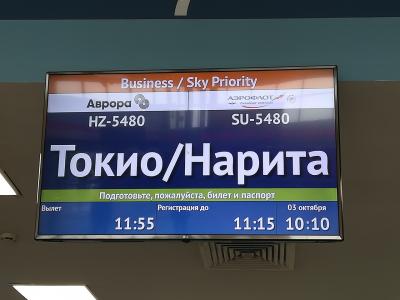 Business / Sky Priority
Аврора АЭРОФЛОТ
HZ-5480 SU-5480
Токио/Нарита
Подготовьте, пожалуйста, билет и паспорт
Вылет Регистрация до 03 октября
11:55 11:15 10:10